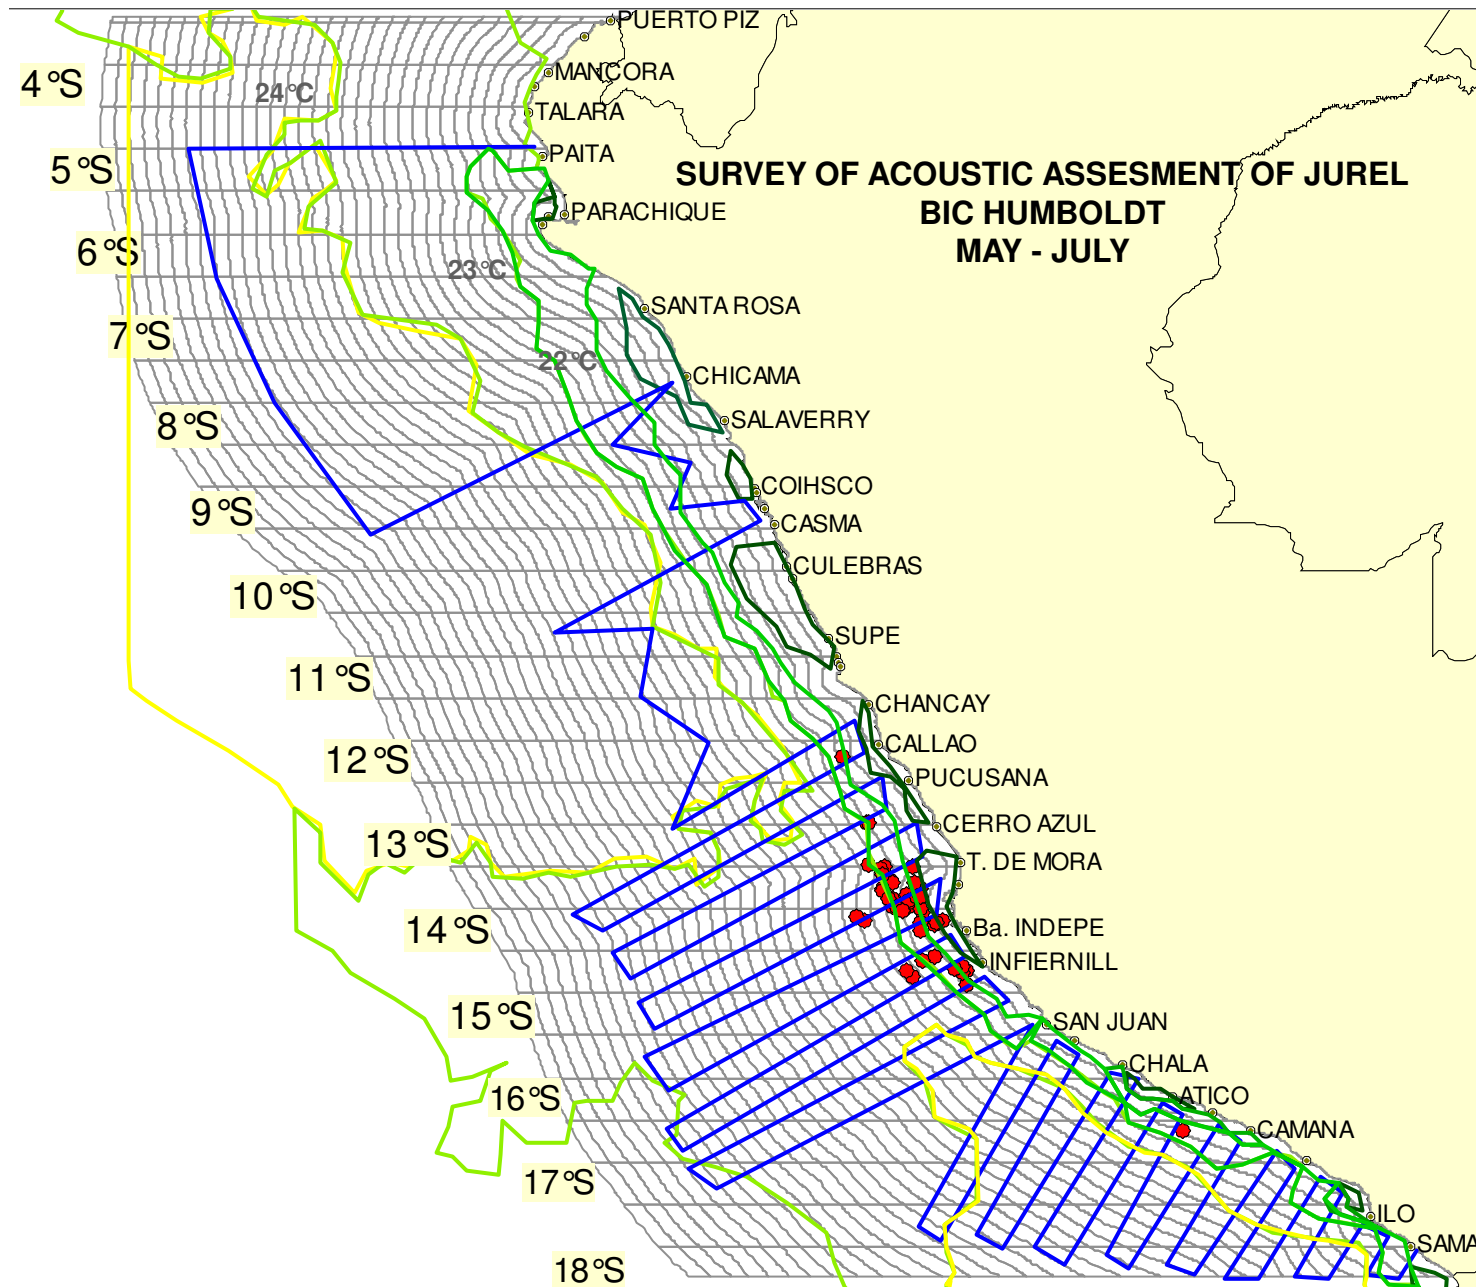 PUERTO PIZ
4°S
24°C
MANCORA
TALARA
5°S
PAITA
SURVEY OF ACOUSTIC ASSESMENT OF JUREL
BIC HUMBOLDT
MAY - JULY
PARACHIQUE
6°S
23°C
SANTA ROSA
7°S
22°C
CHICAMA
8°S
SALAVERRY
COIHSCO
9°S
CASMA
CULEBRAS
10°S
SUPE
11°S
CHANCAY
CALLAO
12°S
PUCUSANA
CERRO AZUL
13°S
T. DE MORA
14°S
Ba. INDEPE
INFIERNILL
15°S
SAN JUAN
CHALA
16°S
ATICO
CAMANA
17°S
ILO
SAMA
18°S